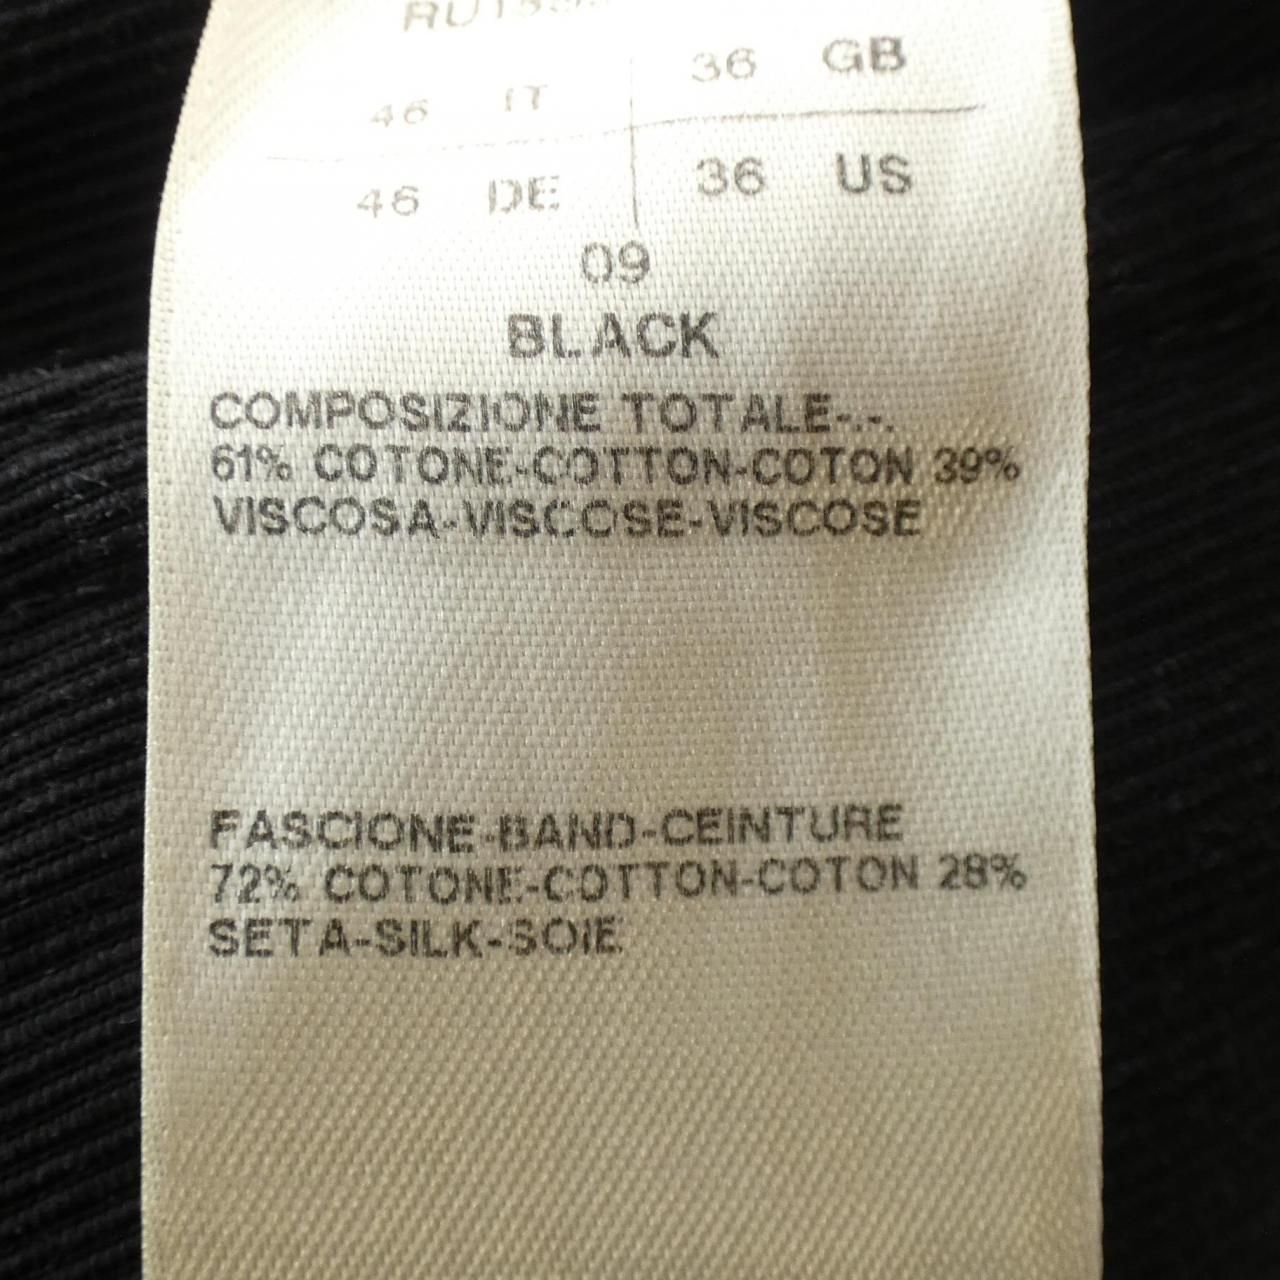 46 IT 36 GB
46 DE 36 US
09
BLACK
COMPOSIZIONE TOTALE-.-.
61% COTONE-COTTON-COTON 39%
VISCOSA-VISCOSE-VISCOSE
FASCIONE-BAND-CEINTURE
72% COTONE-COTTON-COTON 28%
SETA-SILK-SOIE